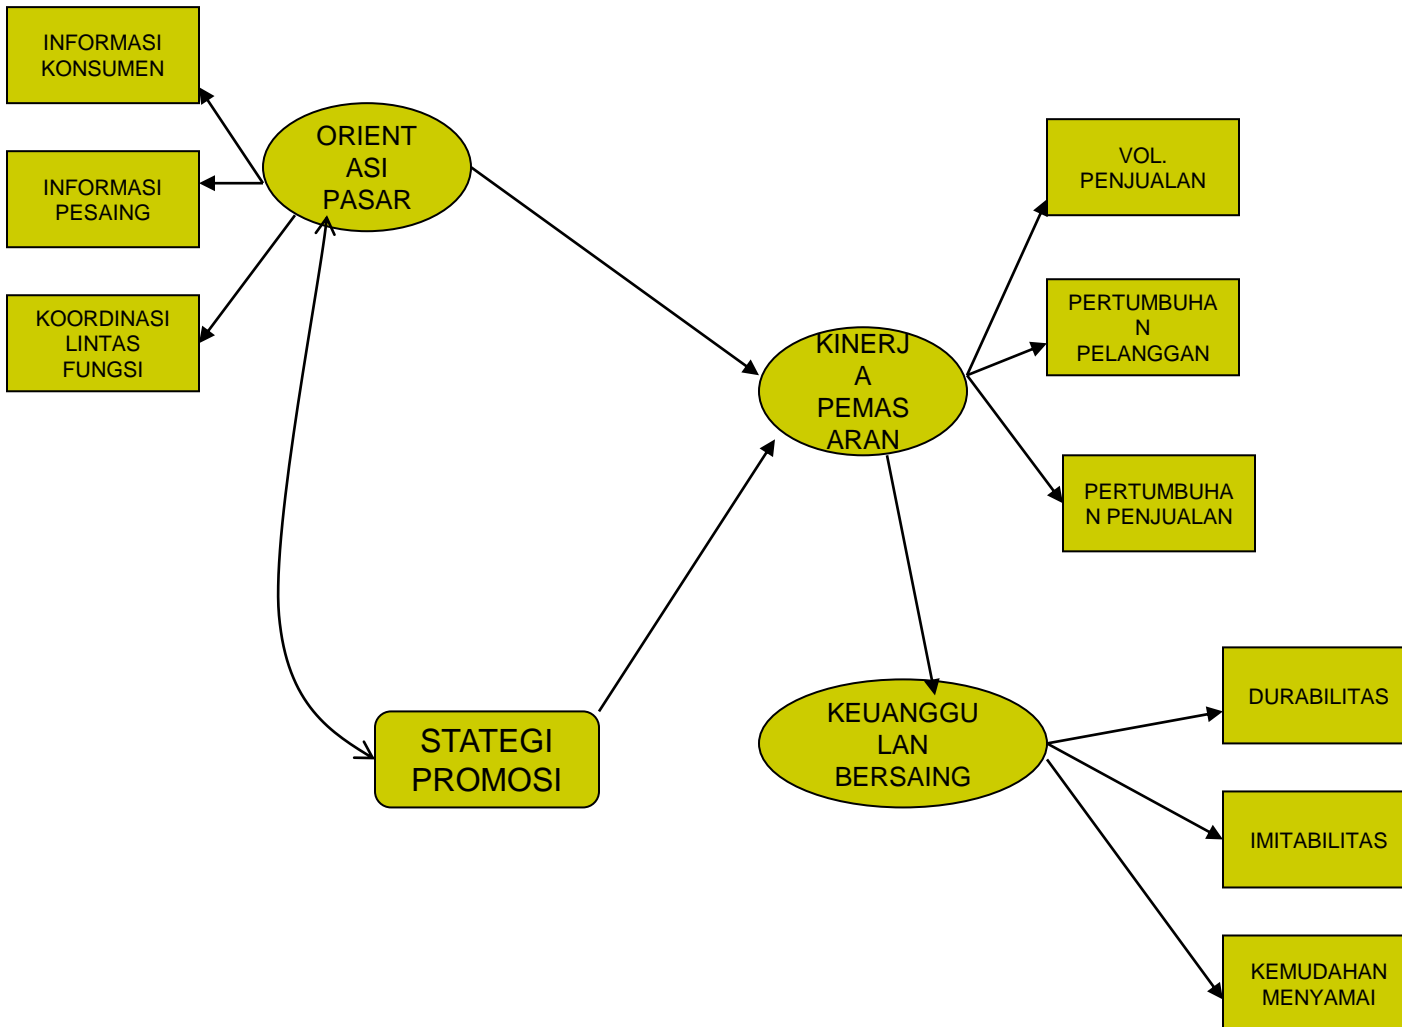 INFORMASI
KONSUMEN
INFORMASI
PESAING
KOORDINASI
LINTAS
FUNGSI
ORIENT
ASI
PASAR
STATEGI
PROMOSI
KINERJ
A
PEMAS
ARAN
VOL.
PENJUALAN
PERTUMBUHA
N
PELANGGAN
PERTUMBUHA
N PENJUALAN
KEUANGGU
LAN
BERSAING
DURABILITAS
IMITABILITAS
KEMUDAHAN
MENYAMAI